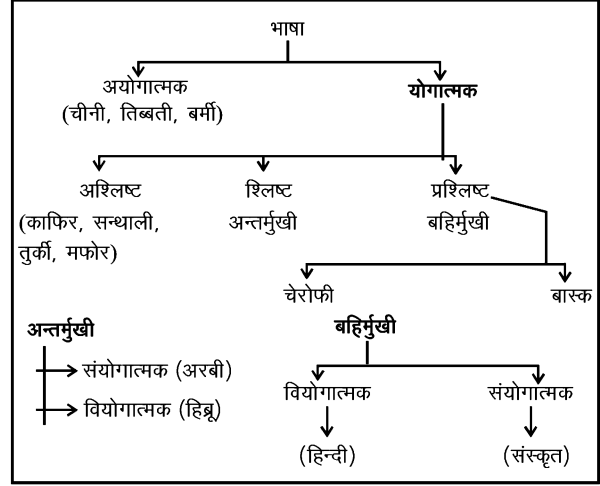 भाषा
अयोगात्मक योगात्मक
(चीनी, तिब्बती, बर्मी)
अश्लिष्ट श्लिष्ट प्रश्लिष्ट
(काफिर, सन्थाली, अन्तर्मुखी बहिर्मुखी
तुर्की, मफोर)
चेरोफी बास्क
अन्तर्मुखी बहिर्मुखी
संयोगात्मक (अरबी)
वियोगात्मक संयोगात्मक
वियोगात्मक (हिब्रू)
(हिन्दी) (संस्कृत)